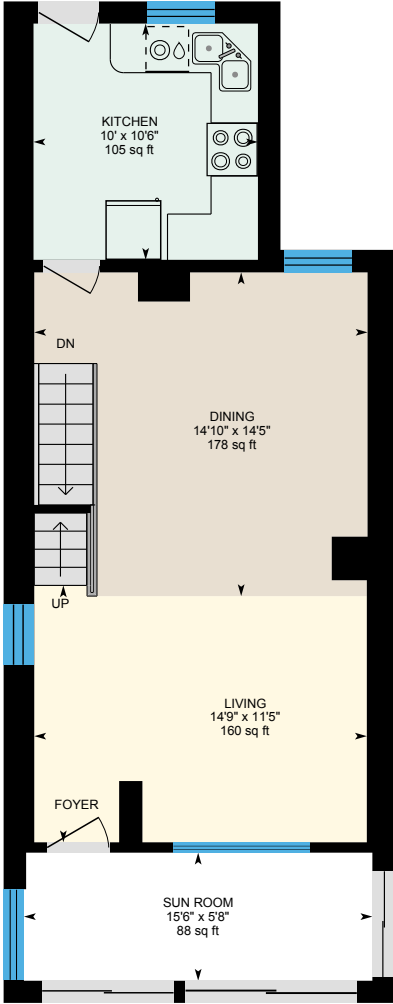 KITCHEN
10' x 10'6"
105 sq ft
DN
DINING
14'10" x 14'5"
178 sq ft
UP
LIVING
14'9" x 11'5"
160 sq ft
FOYER
SUN ROOM
15'6" x 5'8"
88 sq ft